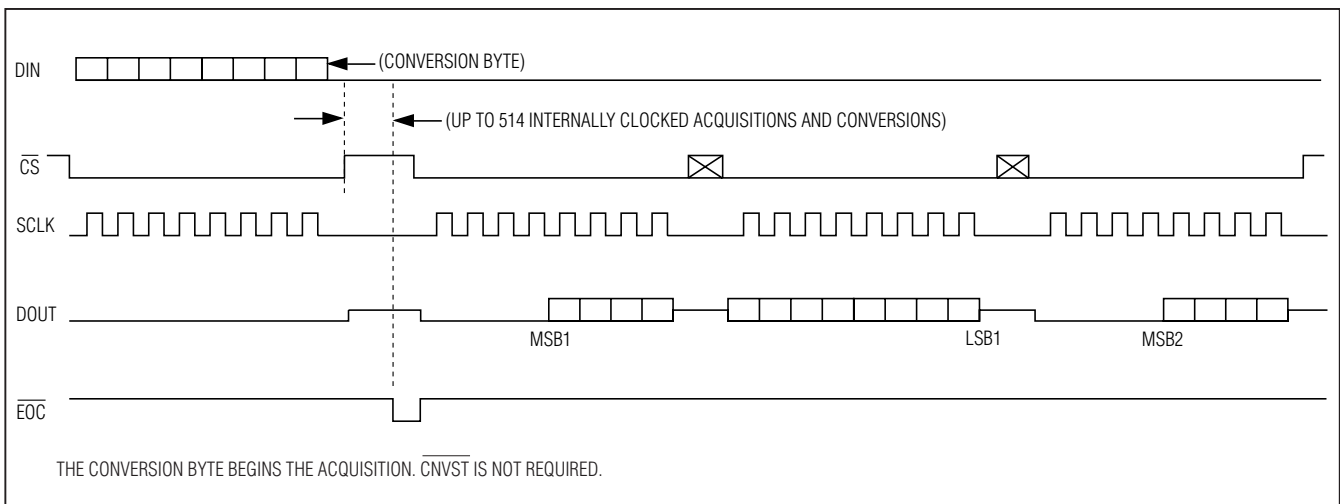 DIN
(CONVERSION BYTE)
(UP TO 514 INTERNALLY CLOCKED ACQUISITIONS AND CONVERSIONS)
CS
SCLK
DOUT
MSB1
LSB1
MSB2
EOC
THE CONVERSION BYTE BEGINS THE ACQUISITION. CNVST IS NOT REQUIRED.